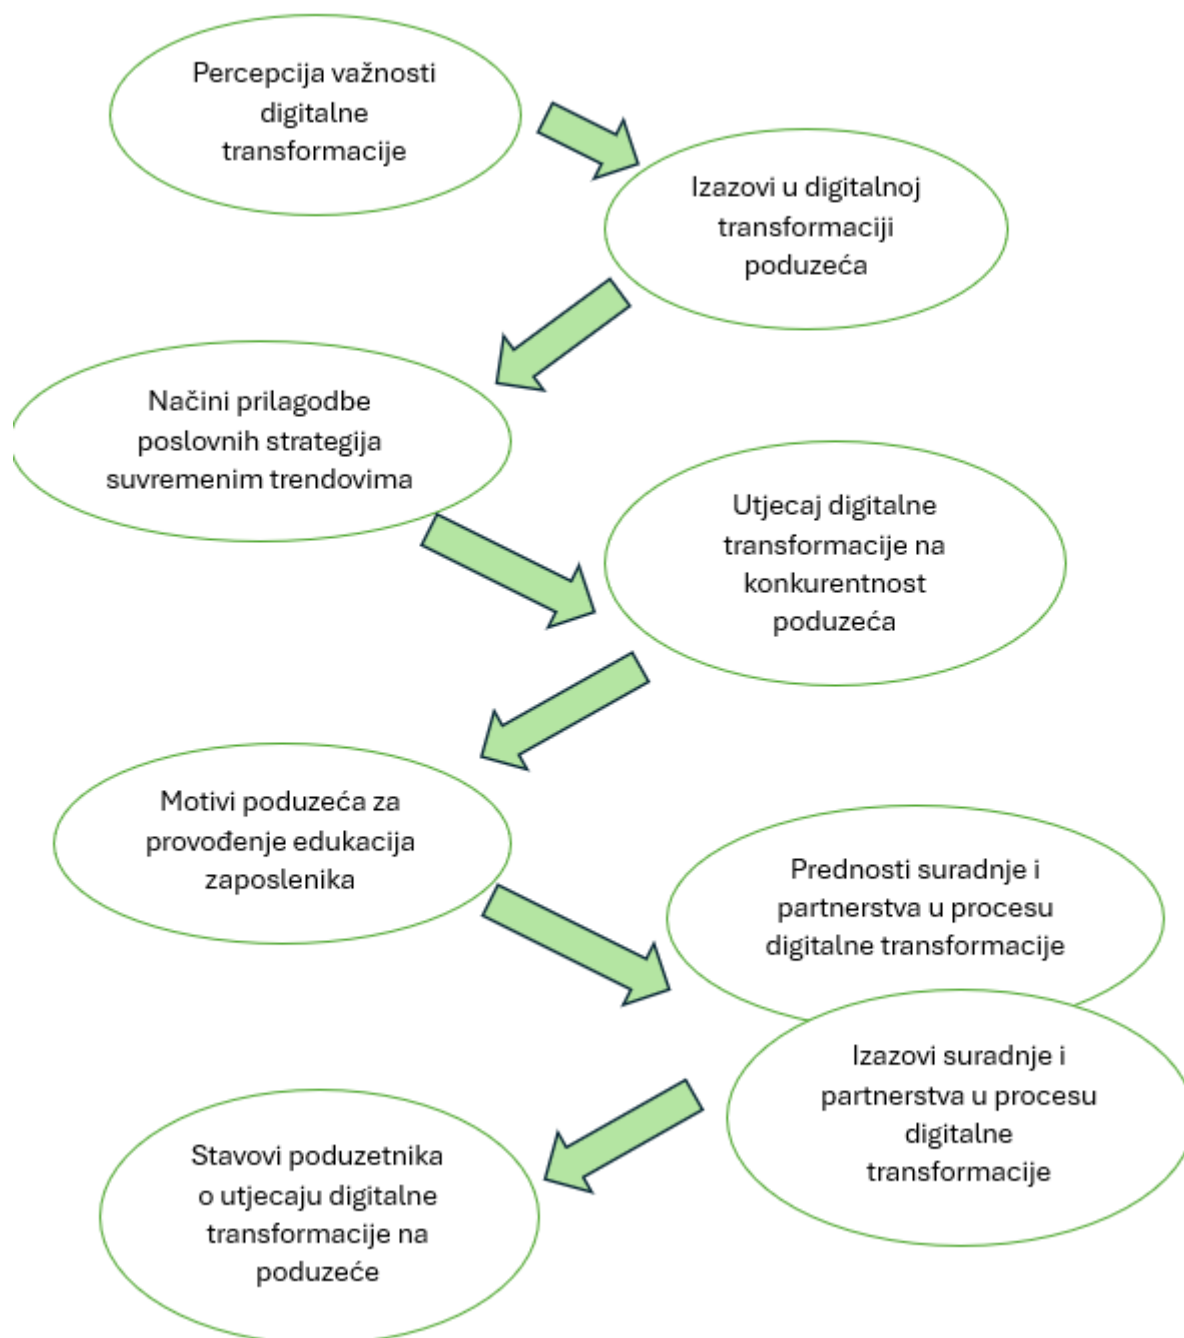 Percepcija važnosti
digitalne
transformacije
Izazovi u digitalnoj
transformaciji
poduzeća
Načini prilagodbe
poslovnih strategija
suvremenim trendovima
Utjecaj digitalne
transformacije na
konkurentnost
poduzeća
Motivi poduzeća za
provođenje edukacija
zaposlenika
Prednosti suradnje i
partnerstva u procesu
digitalne transformacije
Izazovi suradnje i
partnerstva u procesu
digitalne
transformacije
Stavovi poduzetnika
o utjecaju digitalne
transformacije na
poduzeće